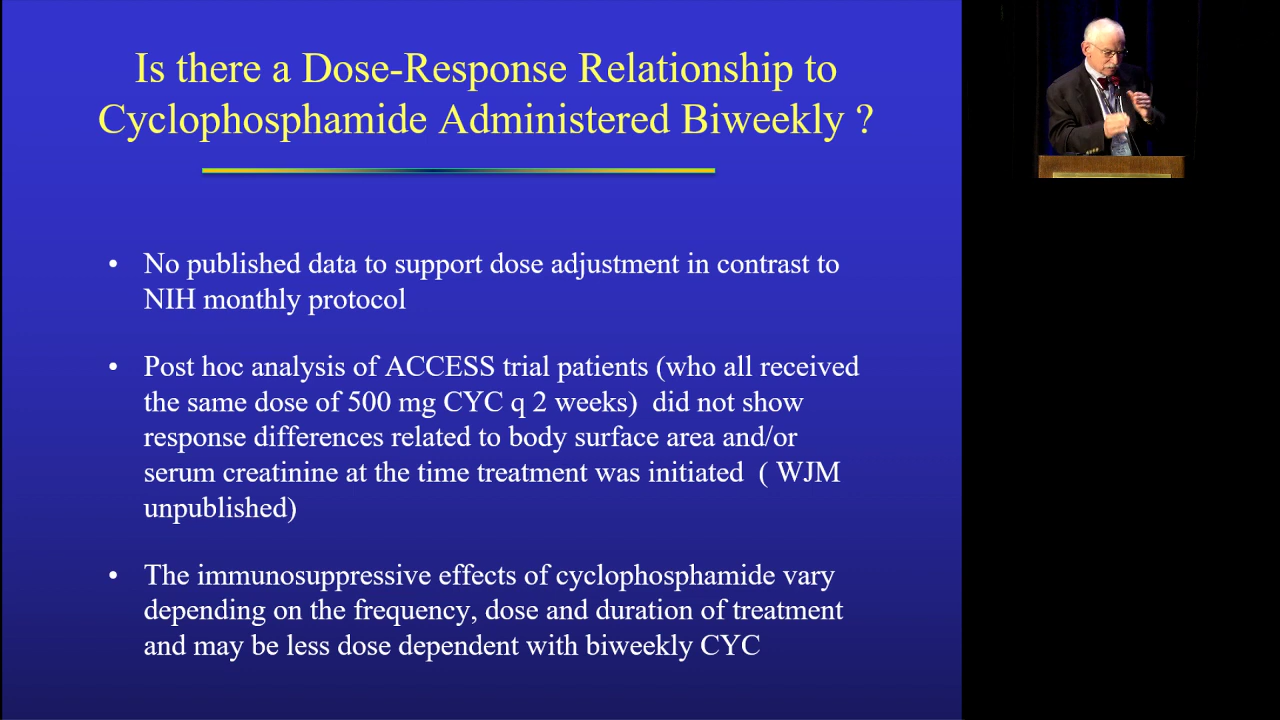 Is there a Dose-Response Relationship to
Cyclophosphamide Administered Biweekly ?
• No published data to support dose adjustment in contrast to
NIH monthly protocol
• Post hoc analysis of ACCESS trial patients (who all received
the same dose of 500 mg CYC q 2 weeks) did not show
response differences related to body surface area and/or
serum creatinine at the time treatment was initiated ( WJM
unpublished)
• The immunosuppressive effects of cyclophosphamide vary
depending on the frequency, dose and duration of treatment
and may be less dose dependent with biweekly CYC